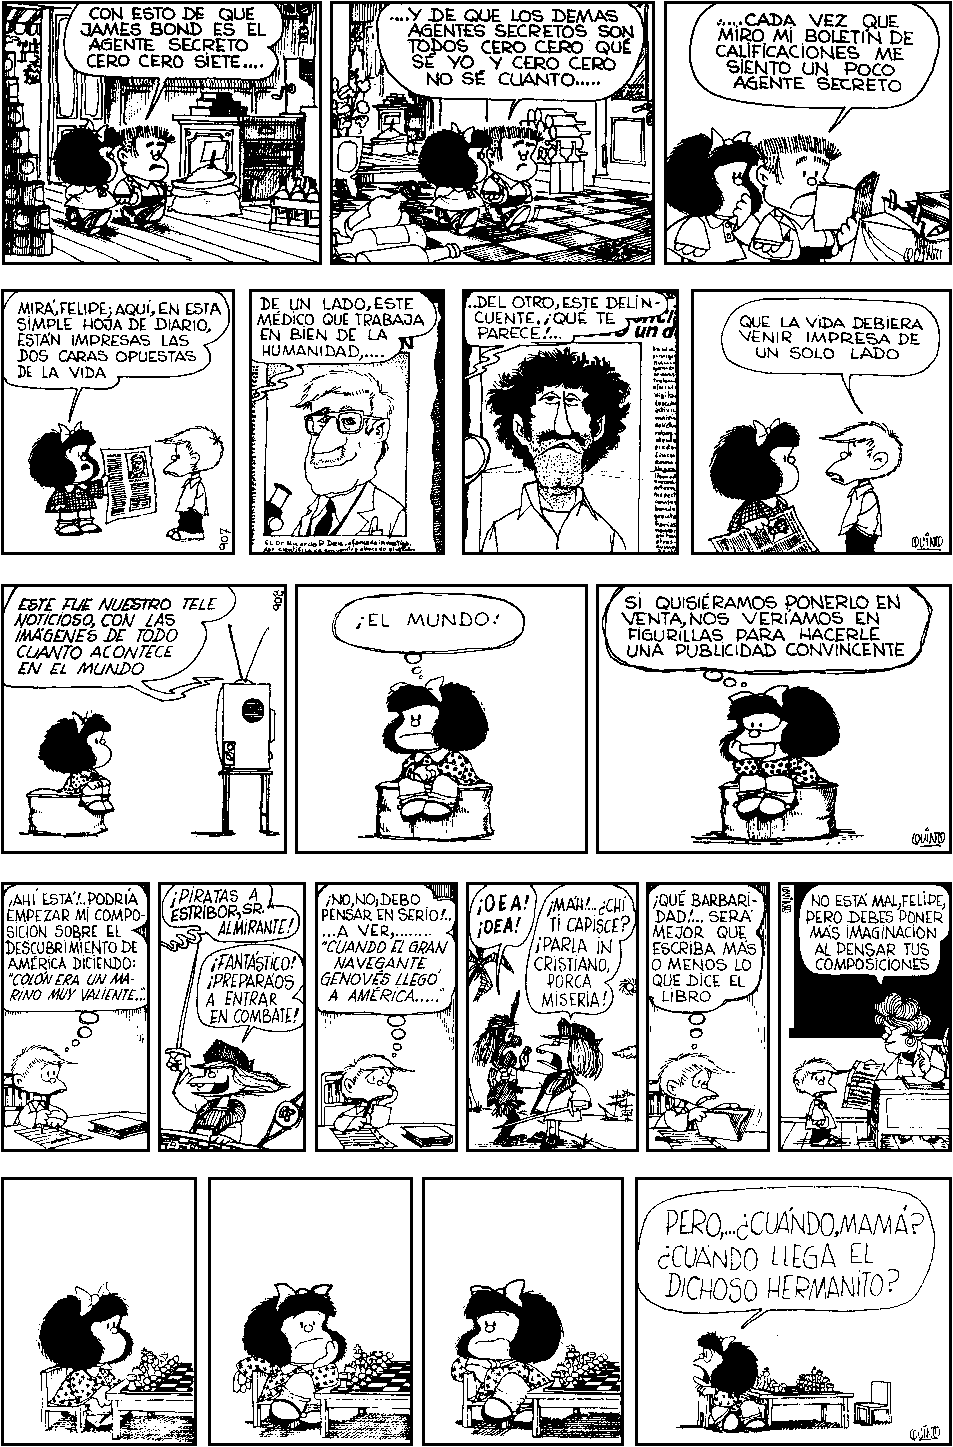 CON ESTO DE QUE
JAMES BOND ES EL
AGENTE SECRETO
CERO CERO SIETE....
....Y DE QUE LOS DEMAS
AGENTES SECRETOS SON
TODOS CERO CERO QUÉ
SÉ YO Y CERO CERO
NO SÉ CUANTO.....
.....CADA VEZ QUE
MIRO MI BOLETÍN DE
CALIFICACIONES ME
SIENTO UN POCO
AGENTE SECRETO
MIRÁ, FELIPE; AQUÍ, EN ESTA
SIMPLE HOJA DE DIARIO,
ESTÁN IMPRESAS LAS
DOS CARAS OPUESTAS
DE LA VIDA
907
DE UN LADO, ESTE
MÉDICO QUE TRABAJA
EN BIEN DE LA
HUMANIDAD,....
..DEL OTRO, ESTE DELIN-
CUENTE, ¡QUÉ TE
PARECE!...
un d
QUE LA VIDA DEBIERA
VENIR IMPRESA DE
UN SOLO LADO
QUINO
ESTE FUE NUESTRO TELE
NOTICIOSO, CON LAS
IMÁGENES DE TODO
CUANTO ACONTECE
EN EL MUNDO
908
¡EL MUNDO!
SI QUISIÉRAMOS PONERLO EN
VENTA, NOS VERÍAMOS EN
FIGURILLAS PARA HACERLE
UNA PUBLICIDAD CONVINCENTE
QUINO
¡AHÍ ESTÁ!.. PODRÍA
EMPEZAR MI COMPO-
SICIÓN SOBRE EL
DESCUBRIMIENTO DE
AMÉRICA DICIENDO:
"COLÓN ERA UN MA-
RINO MUY VALIENTE..."
¡PIRATAS A
ESTRIBOR, SR.
ALMIRANTE!
¡FANTÁSTICO!
¡PREPARAOS
A ENTRAR
EN COMBATE!
¡NO, NO, DEBO
PENSAR EN SERIO!..
...A VER,........
"CUANDO EL GRAN
NAVEGANTE
GENOVÉS LLEGÓ
A AMÉRICA....."
¡OEA!
¡OEA!
¡MAH!..¿CHÍ
TI CAPISCE?
¡PARLA IN
CRISTIANO,
PORCA
MISERIA!
¡QUÉ BARBARI-
DAD!... SERÁ
MEJOR QUE
ESCRIBA MÁS
O MENOS LO
QUE DICE EL
LIBRO
QUINO
NO ESTÁ MAL, FELIPE,
PERO DEBES PONER
MAS IMAGINACION
AL PENSAR TUS
COMPOSICIONES
PERO,...¿CUÁNDO, MAMÁ?
¿CUÁNDO LLEGA EL
DICHOSO HERMANITO?
QUINO